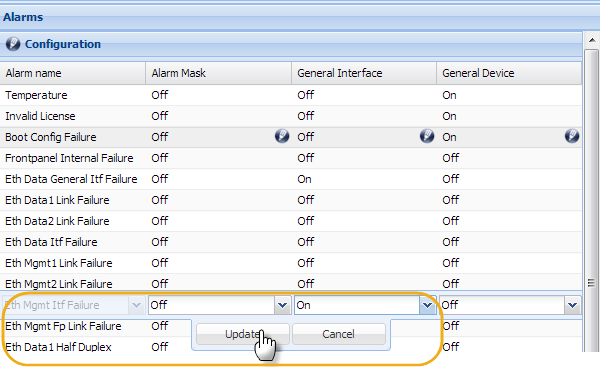 Alarms
Configuration
Alarm name Alarm Mask General Interface General Device
Temperature Off Off On
Invalid License Off Off On
Boot Config Failure Off Off On
Frontpanel Internal Failure Off Off Off
Eth Data General Itf Failure Off On Off
Eth Data1 Link Failure Off Off Off
Eth Data2 Link Failure Off Off Off
Eth Data Itf Failure Off Off Off
Eth Mgmt1 Link Failure Off Off Off
Eth Mgmt2 Link Failure Off Off Off
Eth Mgmt Itf Failure Off On Off
Eth Mgmt Fp Link Failure Off Off
Update Cancel
Eth Data1 Half Duplex Off Off